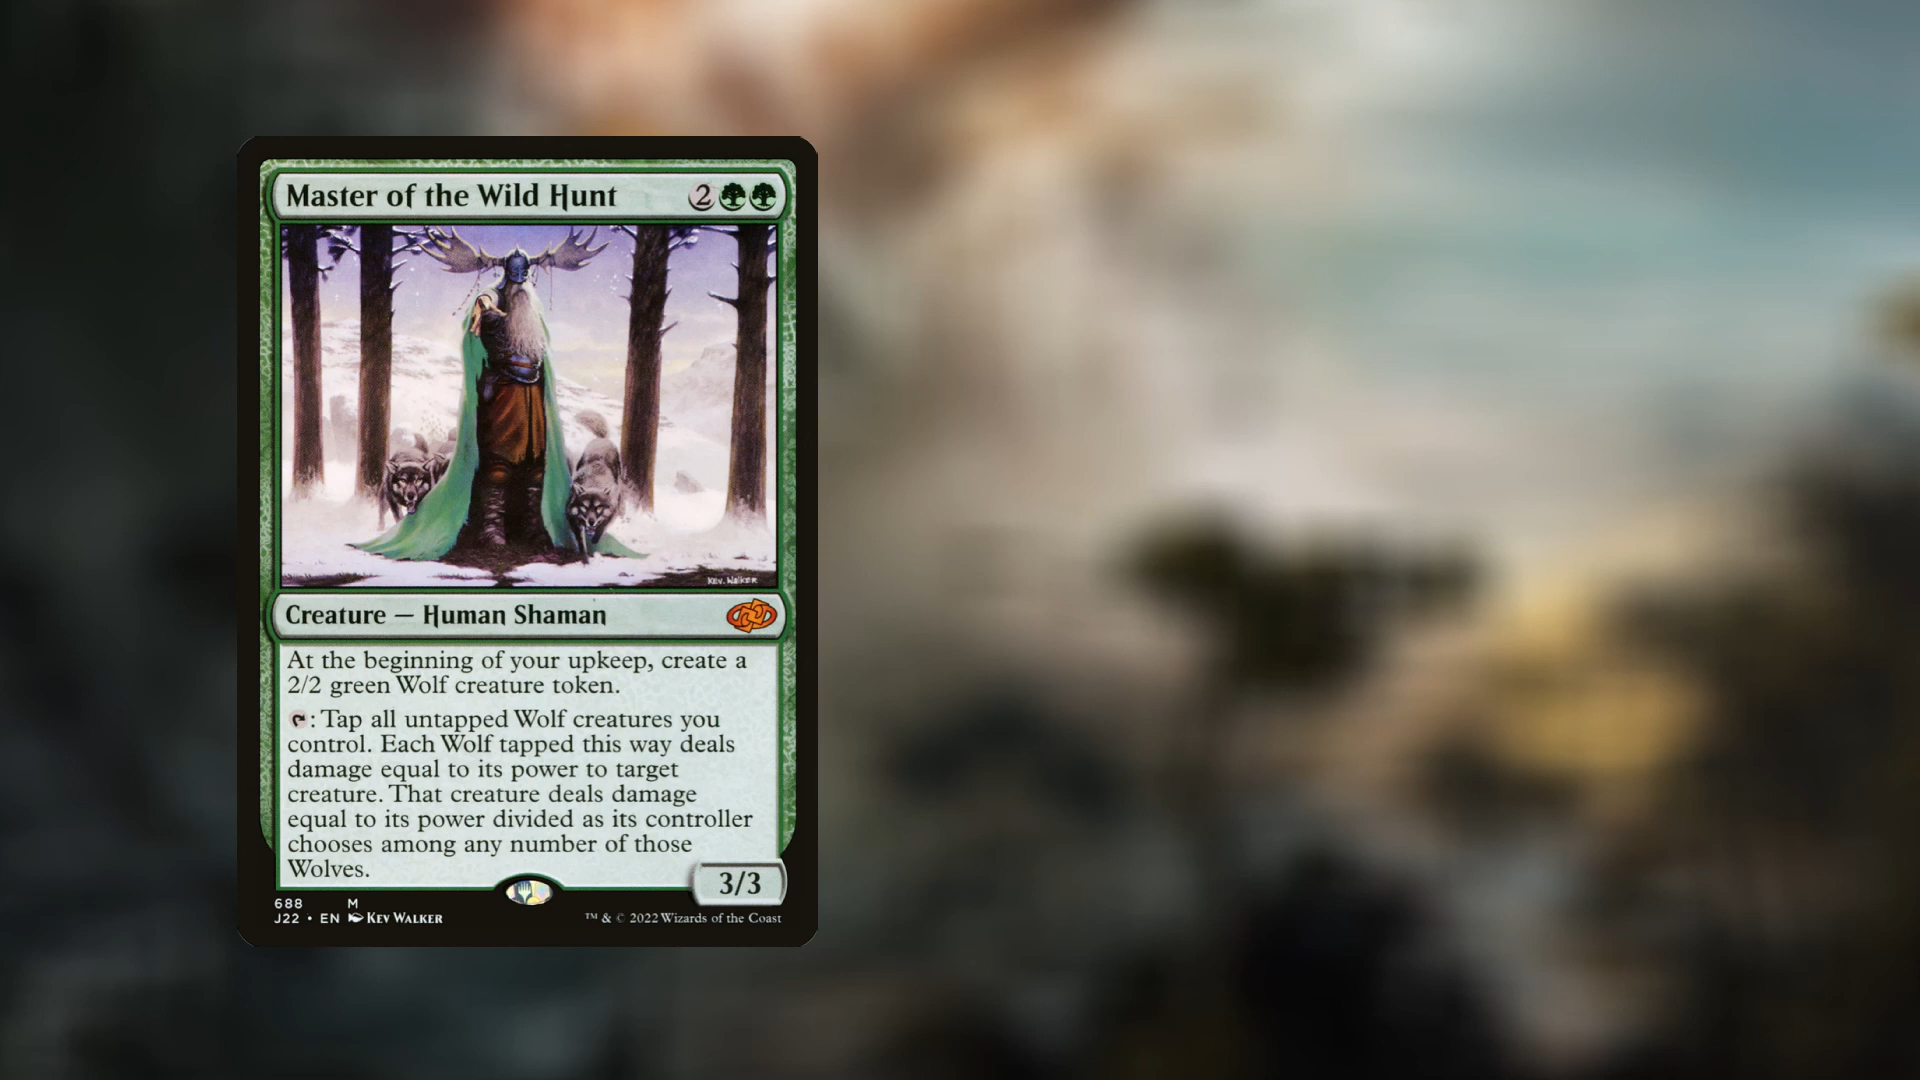 Master of the Wild Hunt 2
Kev. Walker
Creature — Human Shaman
At the beginning of your upkeep, create a
2/2 green Wolf creature token.
: Tap all untapped Wolf creatures you
control. Each Wolf tapped this way deals
damage equal to its power to target
creature. That creature deals damage
equal to its power divided as its controller
chooses among any number of those
Wolves.
3/3
688 M
J22 • EN Kev Walker
™ & © 2022 Wizards of the Coast